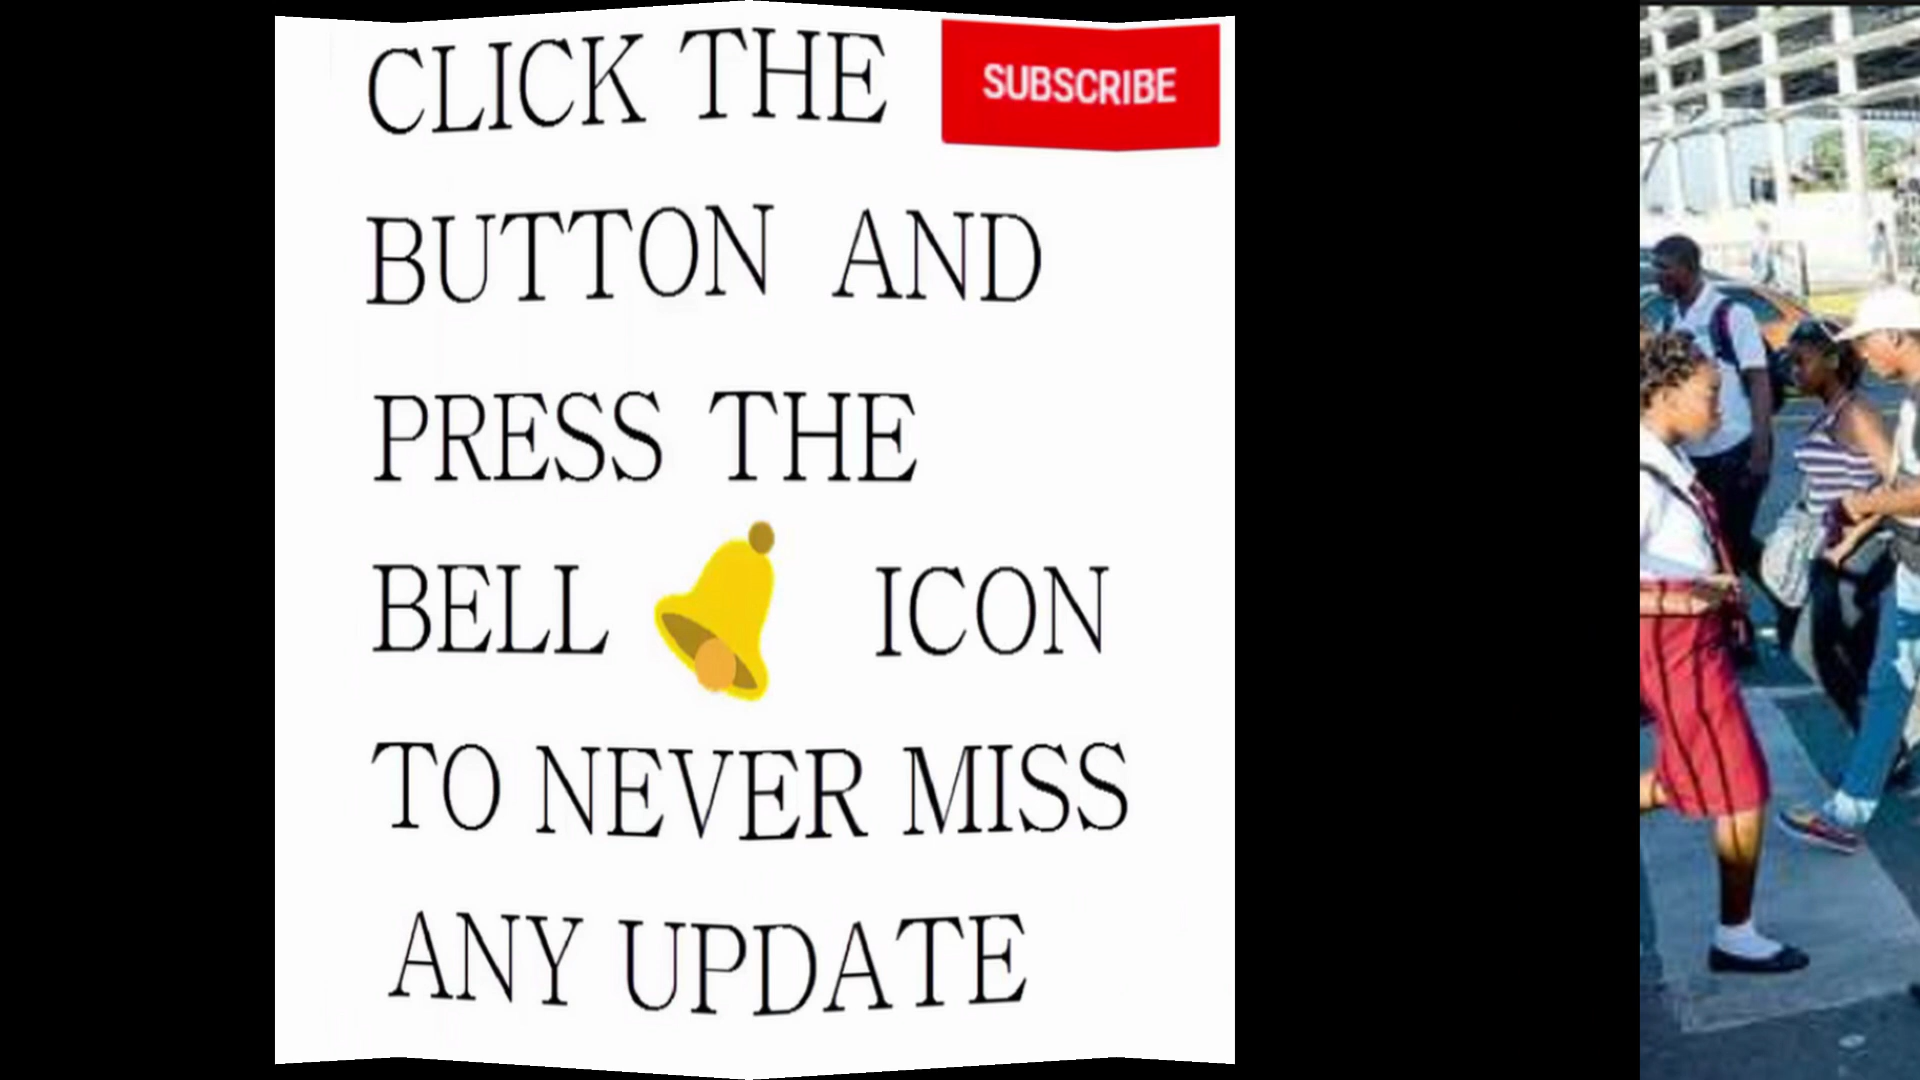 CLICK THE SUBSCRIBE
BUTTON AND
PRESS THE
BELL ICON
TO NEVER MISS
ANY UPDATE